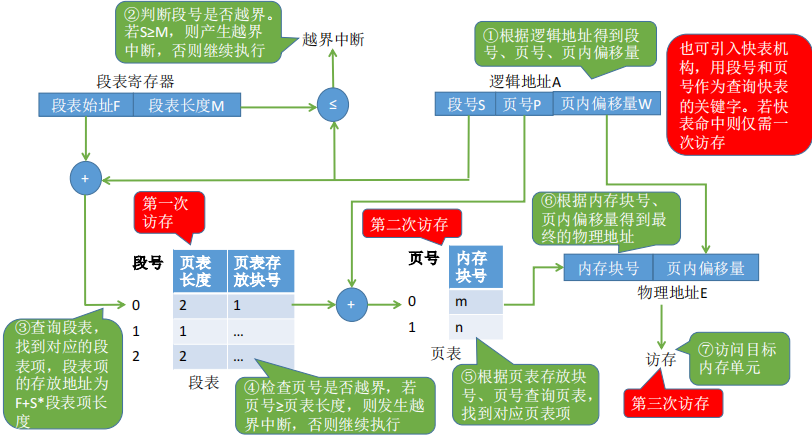 ②判断段号是否越界。
若S≥M，则产生越界
中断，否则继续执行
越界中断
①根据逻辑地址得到段
号、页号、页内偏移量
也可引入快表机
构，用段号和页
号作为查询快表
的关键字。若快
表命中则仅需一
次访存
段表寄存器
段表始址F 段表长度M
≤
逻辑地址A
段号S 页号P 页内偏移量W
+
第一次
访存
第二次访存
⑥根据内存块号、
页内偏移量得到最
终的物理地址
段号 页表
长度 页表存
放块号
0 2 1
1 1 ...
2 2 ...
段表
+
页号 内存
块号
0 m
1 n
页表
内存块号 页内偏移量
物理地址E
③查询段表，
找到对应的段
表项，段表项
的存放地址为
F+S*段表项长
度
④检查页号是否越界，若
页号≥页表长度，则发生越
界中断，否则继续执行
⑤根据页表存放块
号、页号查询页表，
找到对应页表项
访存
⑦访问目标
内存单元
第三次访存